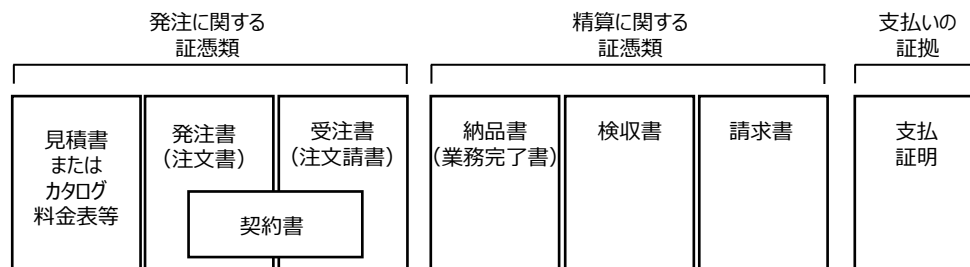 発注に関する
証憑類
精算に関する
証憑類
支払いの
証拠
見積書
または
カタログ
料金表等
発注書
（注文書）
受注書
（注文請書）
契約書
納品書
（業務完了書）
検収書
請求書
支払
証明